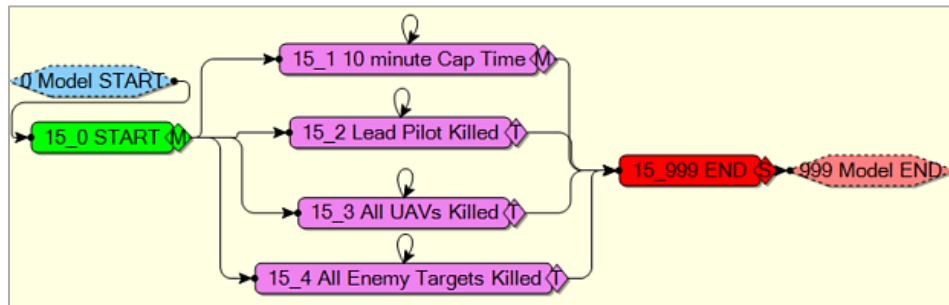 15_1 10 minute Cap Time M
0 Model START
15_2 Lead Pilot Killed T
15_0 START M
15_999 END S
999 Model END
15_3 All UAVs Killed T
15_4 All Enemy Targets Killed T